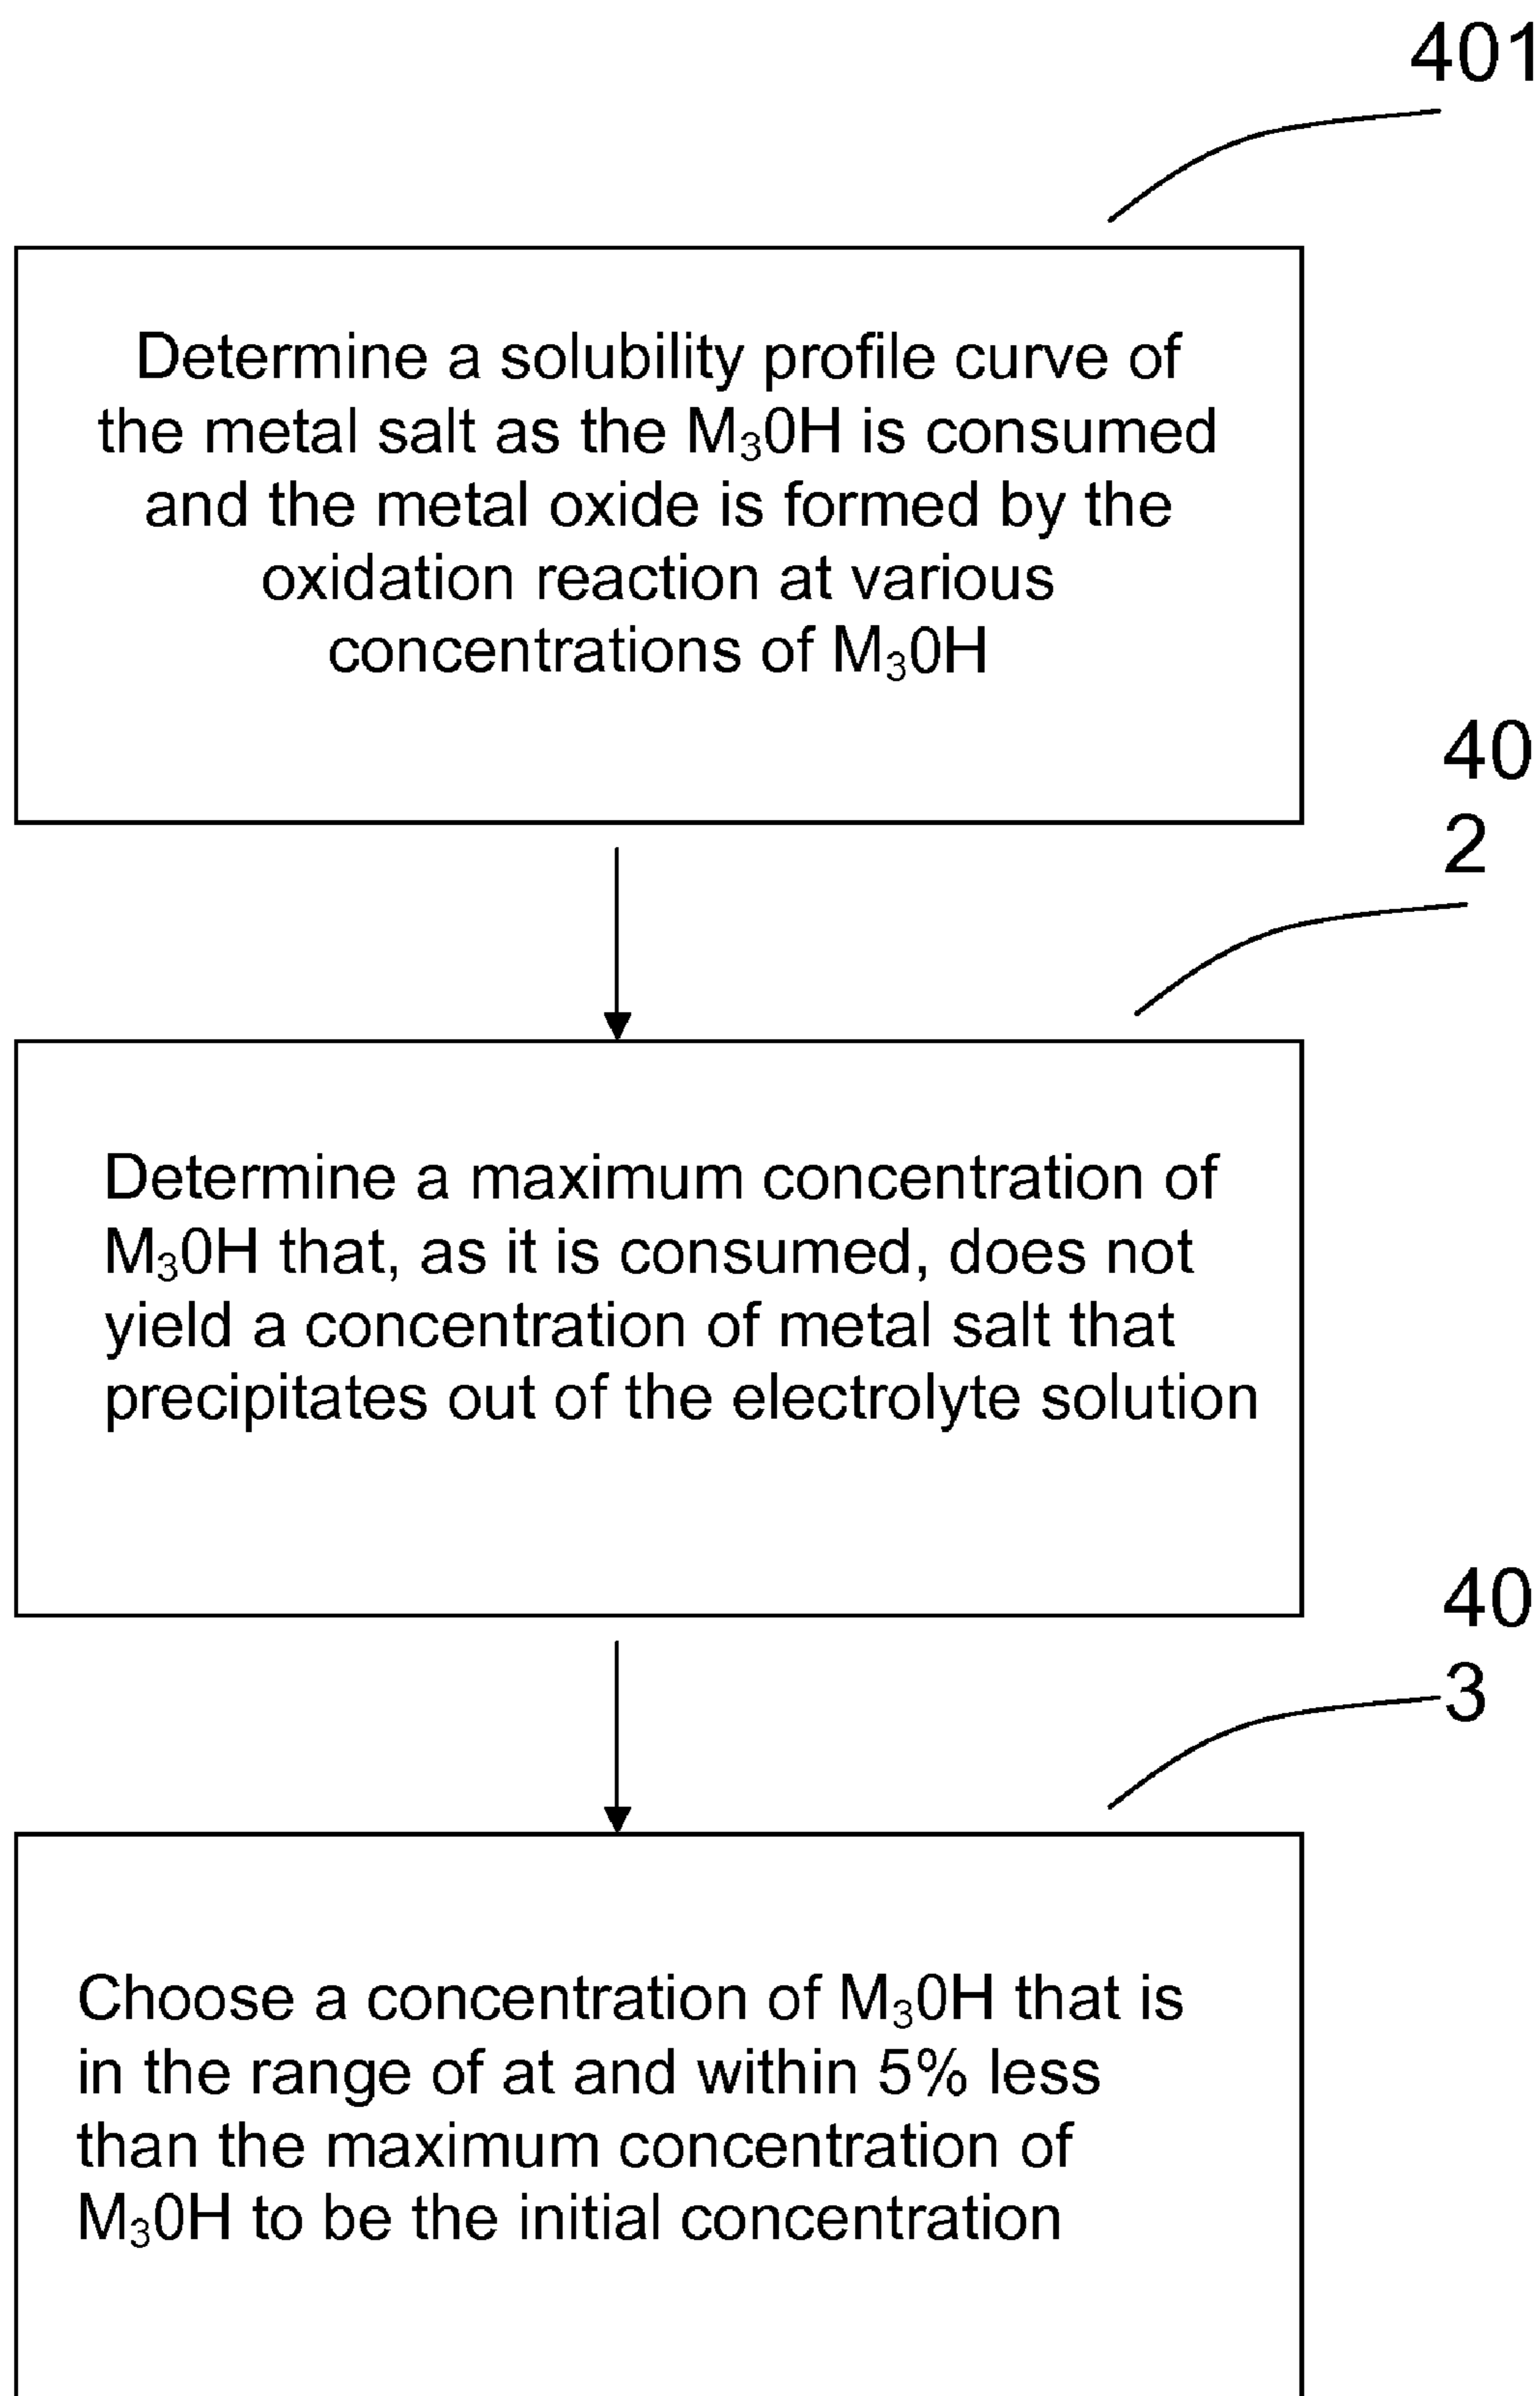 401
Determine a solubility profile curve of
the metal salt as the M₃0H is consumed
and the metal oxide is formed by the
oxidation reaction at various
concentrations of M₃0H
40
2
Determine a maximum concentration of
M₃0H that, as it is consumed, does not
yield a concentration of metal salt that
precipitates out of the electrolyte solution
40
3
Choose a concentration of M₃0H that is
in the range of at and within 5% less
than the maximum concentration of
M₃0H to be the initial concentration